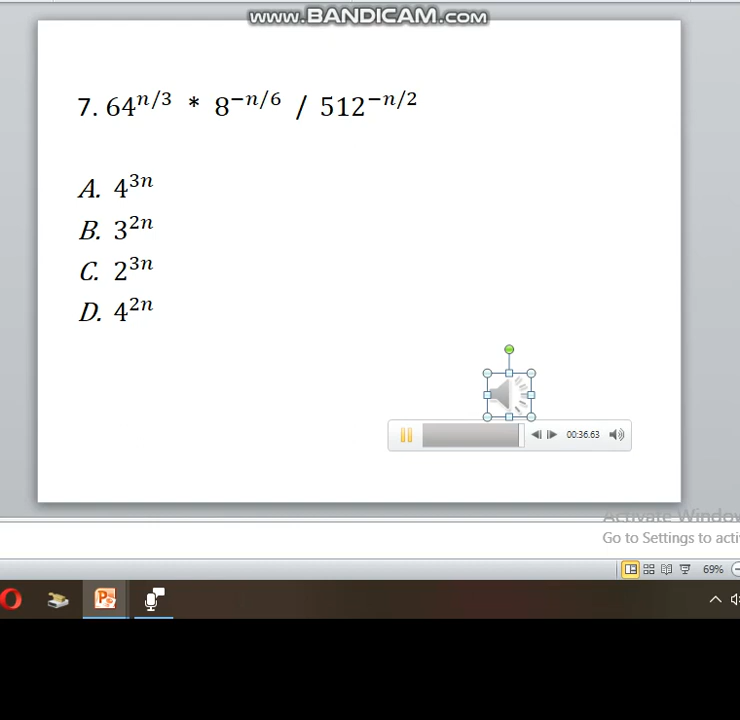 WWW.BANDICAM.COM
7. 64^{n/3} * 8^{-n/6} / 512^{-n/2}
A. 4^{3n}
B. 3^{2n}
C. 2^{3n}
D. 4^{2n}
00:36.63
Activate Window
Go to Settings to acti
69%